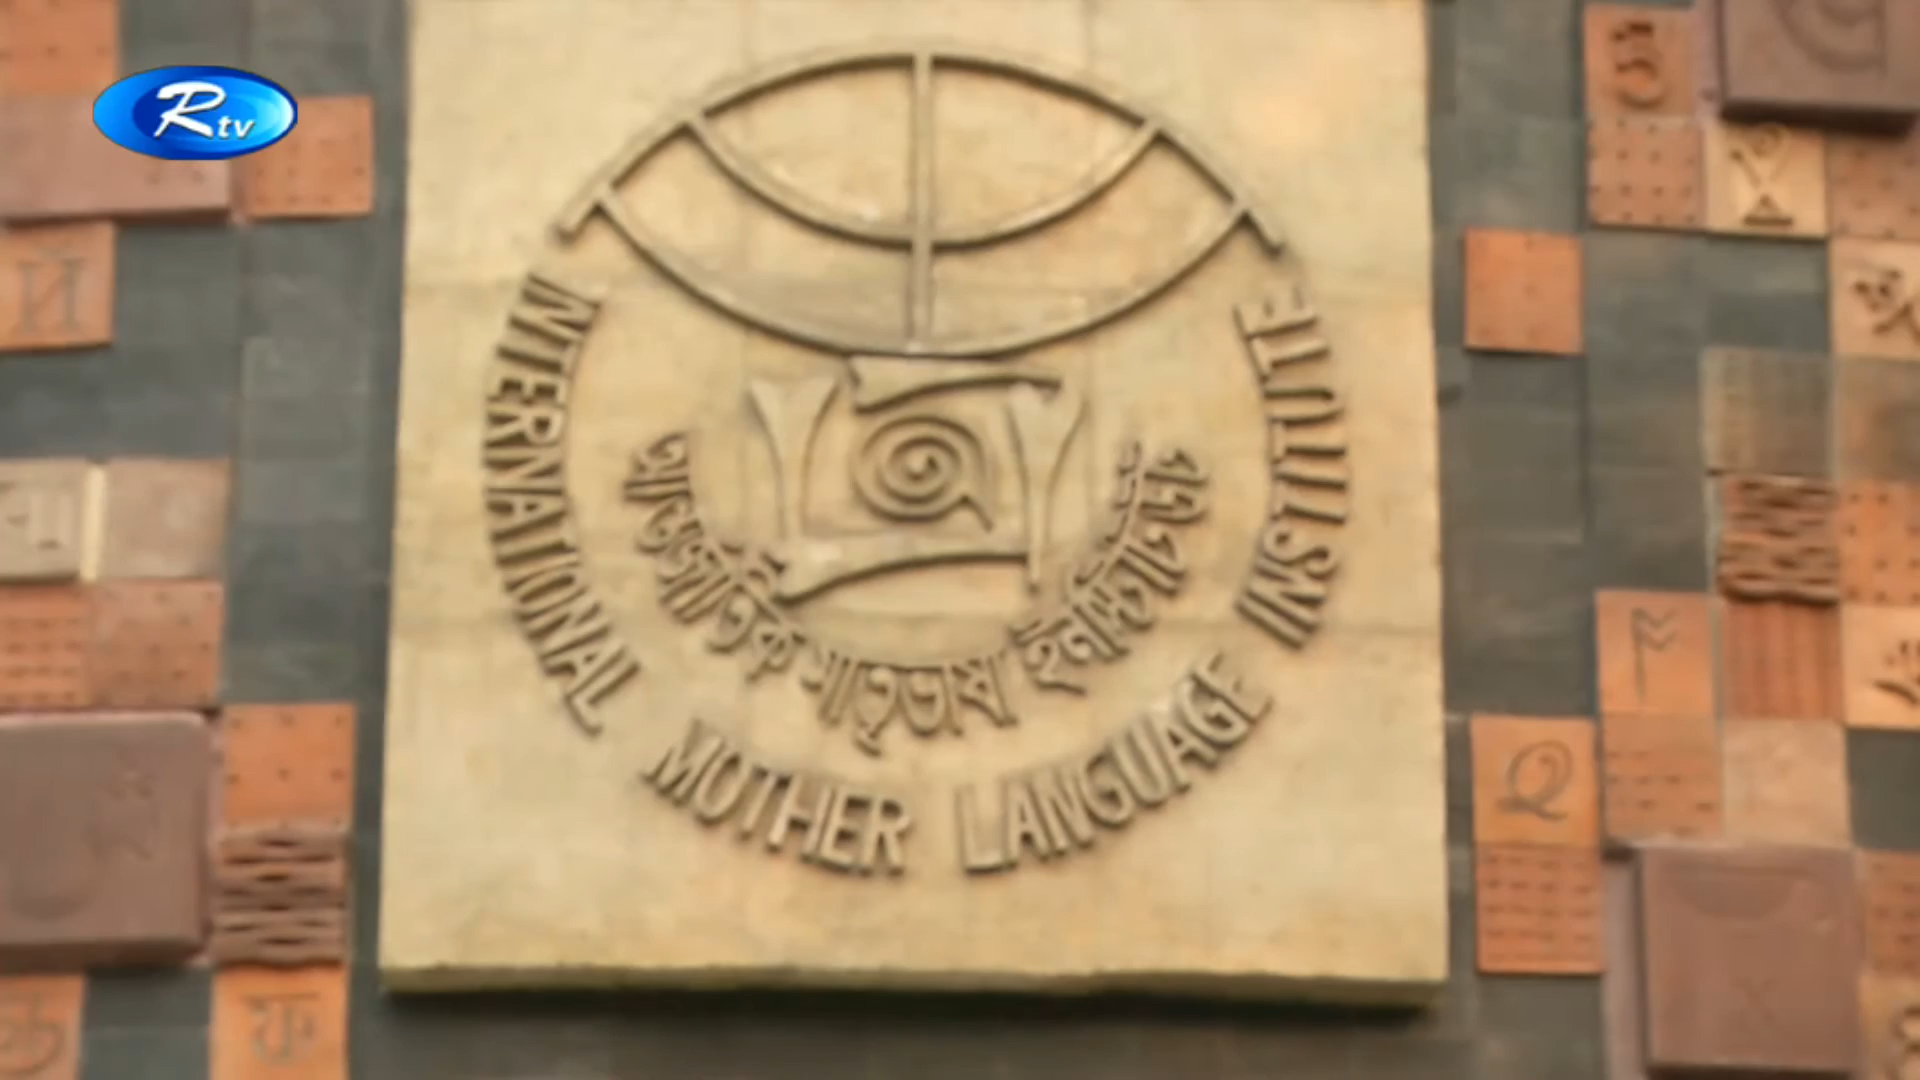 Rtv
INTERNATIONAL MOTHER LANGUAGE INSTITUTE
আন্তর্জাতিক মাতৃভাষা ইনস্টিটিউট
Й
Q
ক